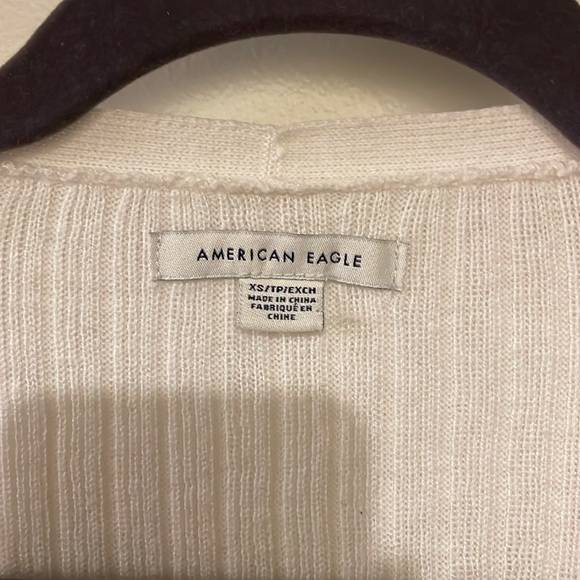 AMERICAN EAGLE
XS/TP/EXCH
MADE IN CHINA
FABRIQUÉ EN
CHINE